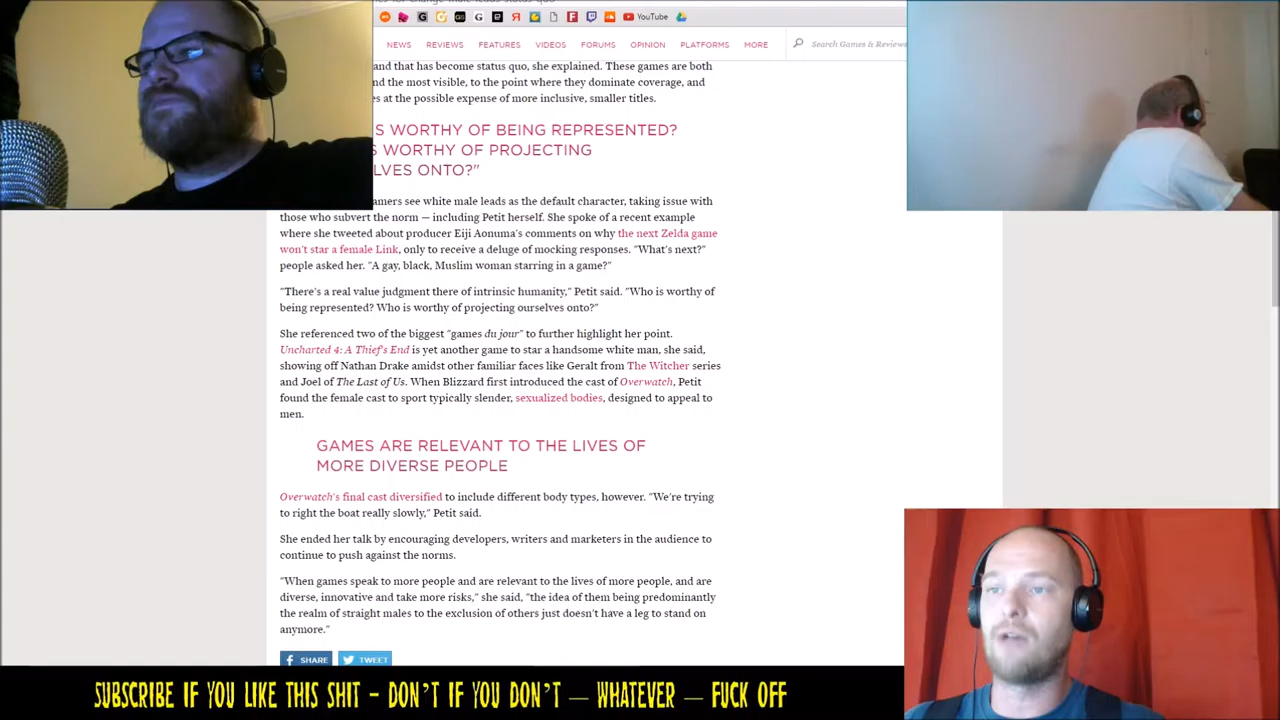 YouTube
NEWS REVIEWS FEATURES VIDEOS FORUMS OPINION PLATFORMS MORE Search Games & Reviews
and that has become status quo, she explained. These games are both
nd the most visible, to the point where they dominate coverage, and
es at the possible expense of more inclusive, smaller titles.
S WORTHY OF BEING REPRESENTED?
S WORTHY OF PROJECTING
LVES ONTO?"
amers see white male leads as the default character, taking issue with
those who subvert the norm — including Petit herself. She spoke of a recent example
where she tweeted about producer Eiji Aonuma's comments on why the next Zelda game
won't star a female Link, only to receive a deluge of mocking responses. "What's next?"
people asked her. "A gay, black, Muslim woman starring in a game?"
"There's a real value judgment there of intrinsic humanity," Petit said. "Who is worthy of
being represented? Who is worthy of projecting ourselves onto?"
She referenced two of the biggest "games du jour" to further highlight her point.
Uncharted 4: A Thief's End is yet another game to star a handsome white man, she said,
showing off Nathan Drake amidst other familiar faces like Geralt from The Witcher series
and Joel of The Last of Us. When Blizzard first introduced the cast of Overwatch, Petit
found the female cast to sport typically slender, sexualized bodies, designed to appeal to
men.
GAMES ARE RELEVANT TO THE LIVES OF
MORE DIVERSE PEOPLE
Overwatch's final cast diversified to include different body types, however. "We're trying
to right the boat really slowly," Petit said.
She ended her talk by encouraging developers, writers and marketers in the audience to
continue to push against the norms.
"When games speak to more people and are relevant to the lives of more people, and are
diverse, innovative and take more risks," she said, "the idea of them being predominantly
the realm of straight males to the exclusion of others just doesn't have a leg to stand on
anymore."
SHARE TWEET
SUBSCRIBE IF YOU LIKE THIS SHIT - DON'T IF YOU DON'T — WHATEVER — FUCK OFF